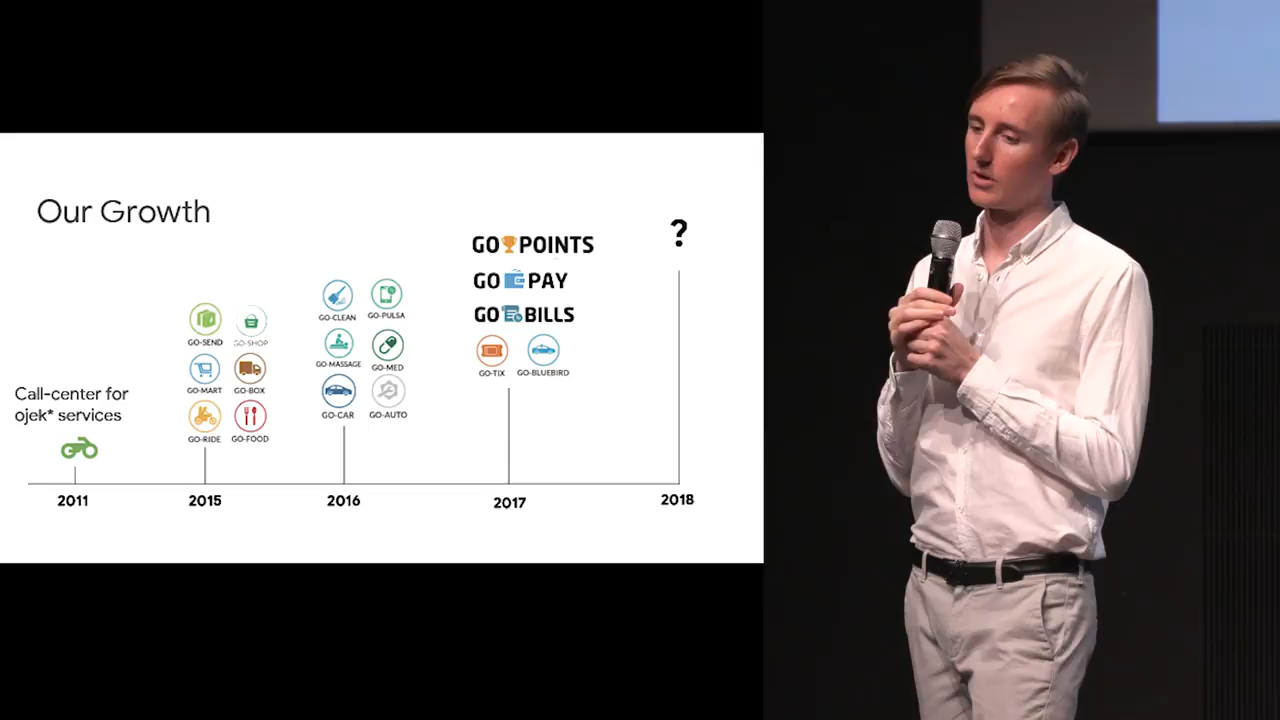 Our Growth
Call-center for
ojek* services
2011
GO-SEND GO-SHOP
GO-MART GO-BOX
GO-RIDE GO-FOOD
2015
GO-CLEAN GO-PULSA
GO-MASSAGE GO-MED
GO-CAR GO-AUTO
2016
GO POINTS
GO PAY
GO BILLS
GO-TIX GO-BLUEBIRD
2017
?
2018